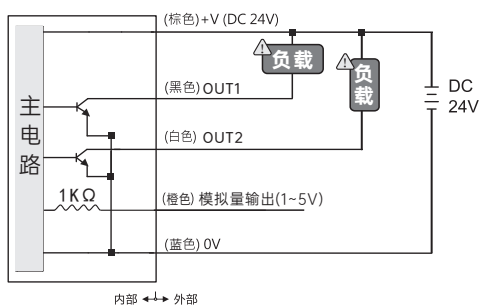 (棕色)+V (DC 24V)
负载
负载
(黑色) OUT1
DC
24V
主电路
(白色) OUT2
1KΩ
(橙色) 模拟量输出(1~5V)
(蓝色) 0V
内部 外部